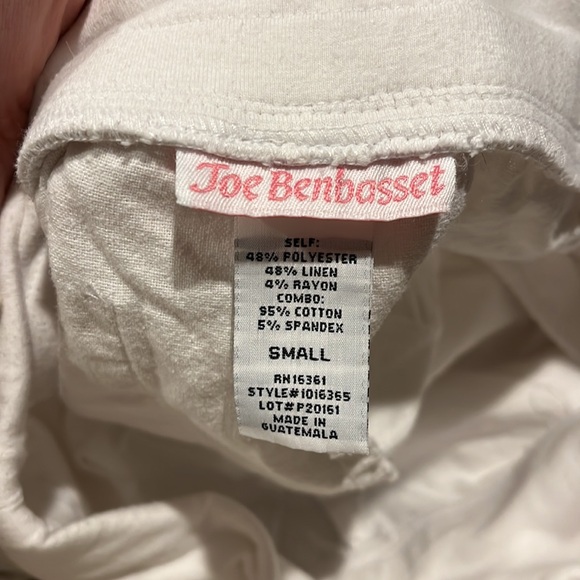 Joe Benbasset
SELF:
48% POLYESTER
48% LINEN
4% RAYON
COMBO:
95% COTTON
5% SPANDEX
SMALL
RN16361
STYLE#1016365
LOT#P20161
MADE IN
GUATEMALA